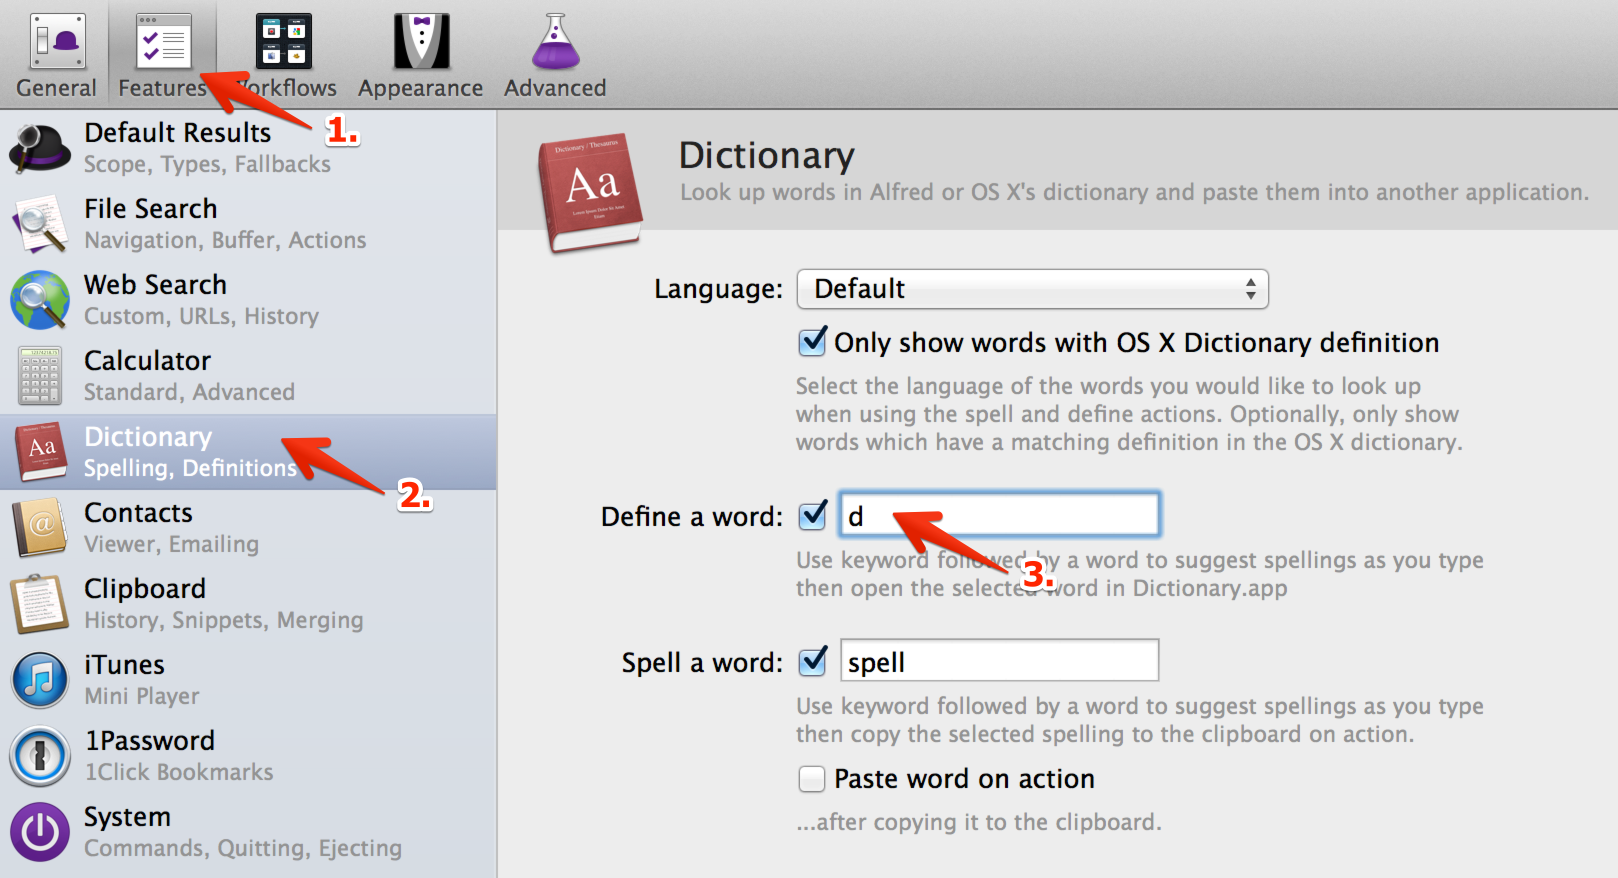 General
Features
Workflows
Appearance
Advanced
1.
Default Results
Scope, Types, Fallbacks
File Search
Navigation, Buffer, Actions
Web Search
Custom, URLs, History
Calculator
Standard, Advanced
Dictionary
Spelling, Definitions
2.
Contacts
Viewer, Emailing
Clipboard
History, Snippets, Merging
iTunes
Mini Player
1Password
1Click Bookmarks
System
Commands, Quitting, Ejecting
Dictionary / Thesaurus
Aa
Dictionary
Look up words in Alfred or OS X's dictionary and paste them into another application.
Language: Default
Only show words with OS X Dictionary definition
Select the language of the words you would like to look up
when using the spell and define actions. Optionally, only show
words which have a matching definition in the OS X dictionary.
Define a word: d
3.
Use keyword followed by a word to suggest spellings as you type
then open the selected word in Dictionary.app
Spell a word: spell
Use keyword followed by a word to suggest spellings as you type
then copy the selected spelling to the clipboard on action.
Paste word on action
...after copying it to the clipboard.